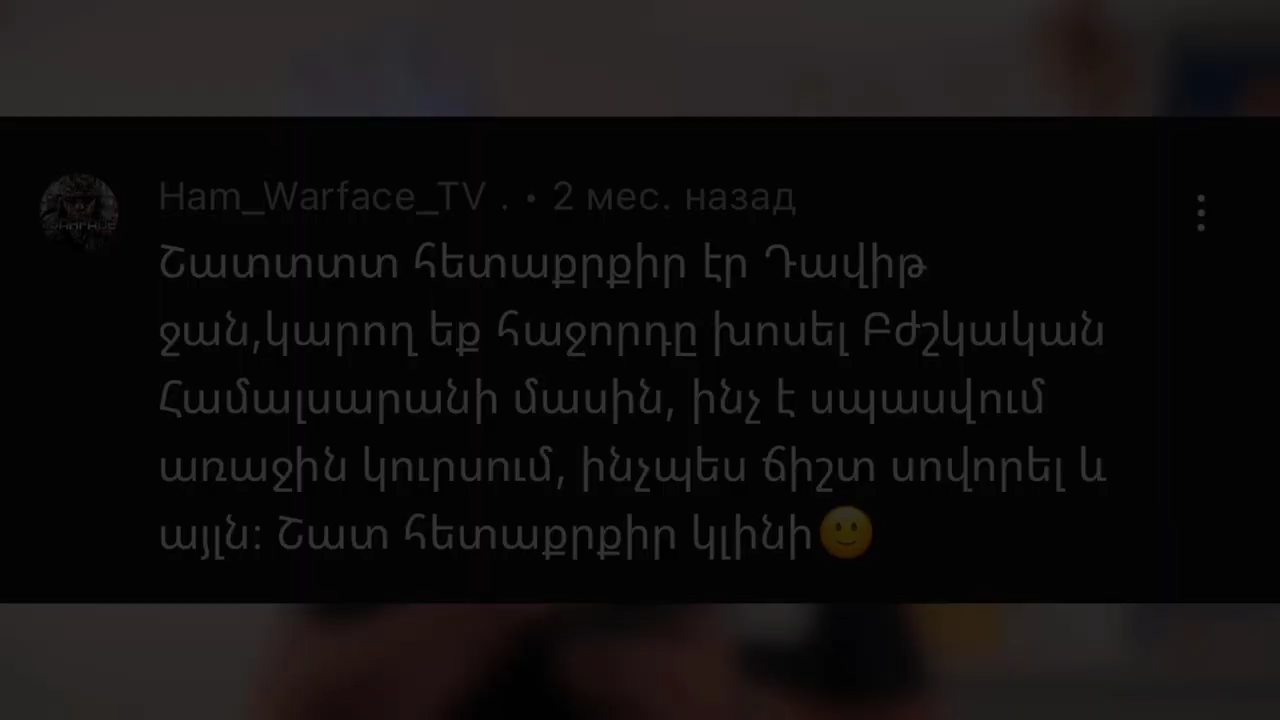 Ham_Warface_TV . • 2 мес. назад
Շատտտտ հետաքրքիր էր Դավիթ
ջան,կարող եք հաջորդը խոսել Բժշկական
Համալսարանի մասին, ինչ է սպասվում
առաջին կուրսում, ինչպես ճիշտ սովորել և
այլն: Շատ հետաքրքիր կլինի🙂